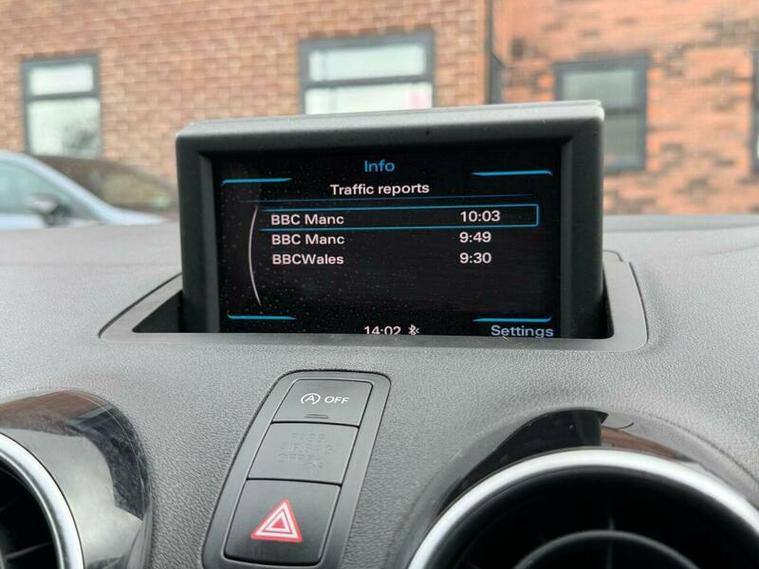 Info
Traffic reports
BBC Manc 10:03
BBC Manc 9:49
BBCWales 9:30
14:02 Settings
A OFF